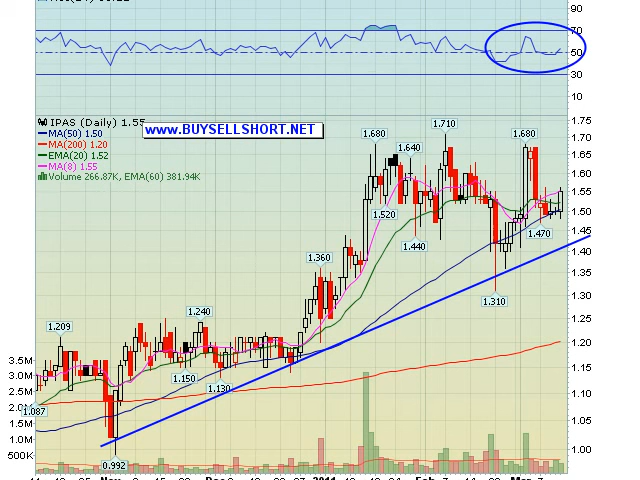 90
70
50
30
10
IPAS (Daily) 1.55
MA(50) 1.50
MA(200) 1.20
EMA(20) 1.52
MA(8) 1.55
Volume 266.87K, EMA(60) 381.94K
www.BUYSELLSHORT.NET
1.75
1.70
1.65
1.60
1.55
1.50
1.45
1.40
1.35
1.30
1.25
1.20
1.15
1.10
1.05
1.00
1.680
1.640
1.710
1.680
1.520
1.440
1.470
1.360
1.310
1.240
1.209
1.150
1.130
1.087
0.992
3.5M
3.0M
2.5M
2.0M
1.5M
1.0M
500K
2011
Feb 7
Mar 7